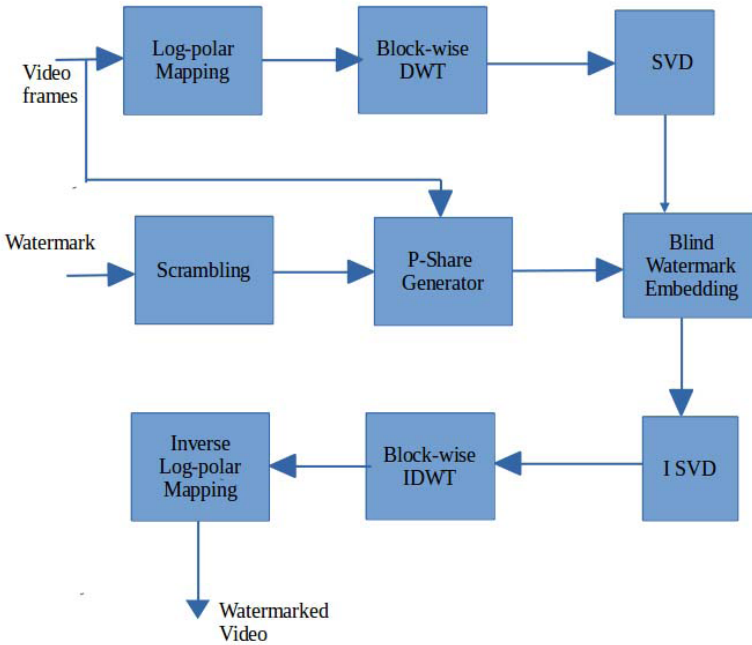 Log-polar
Mapping
Block-wise
DWT
SVD
Video
frames
Watermark
Scrambling
P-Share
Generator
Blind
Watermark
Embedding
Inverse
Log-polar
Mapping
Block-wise
IDWT
I SVD
Watermarked
Video